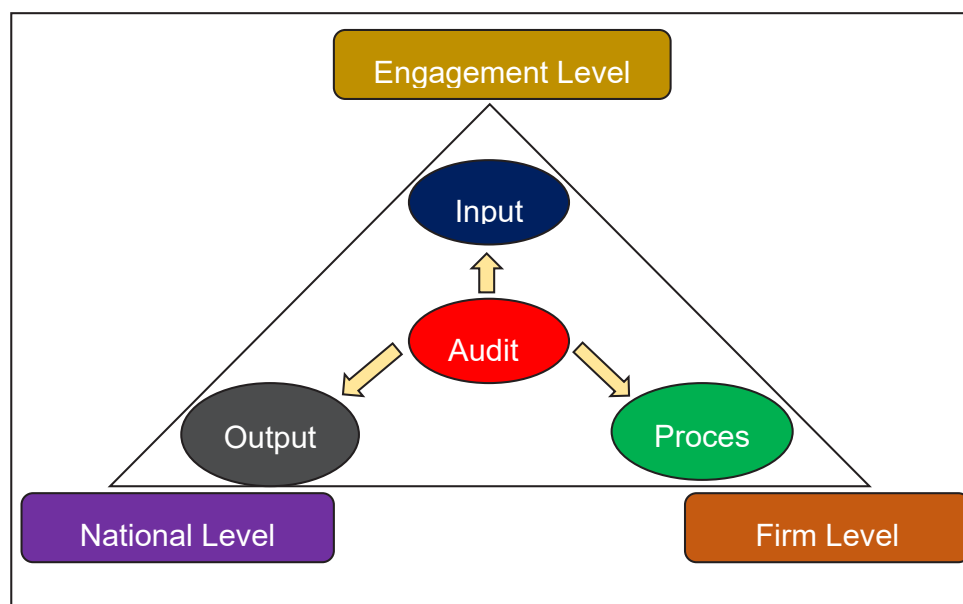 Engagement Level
Input
Audit
Output
Proces
National Level
Firm Level